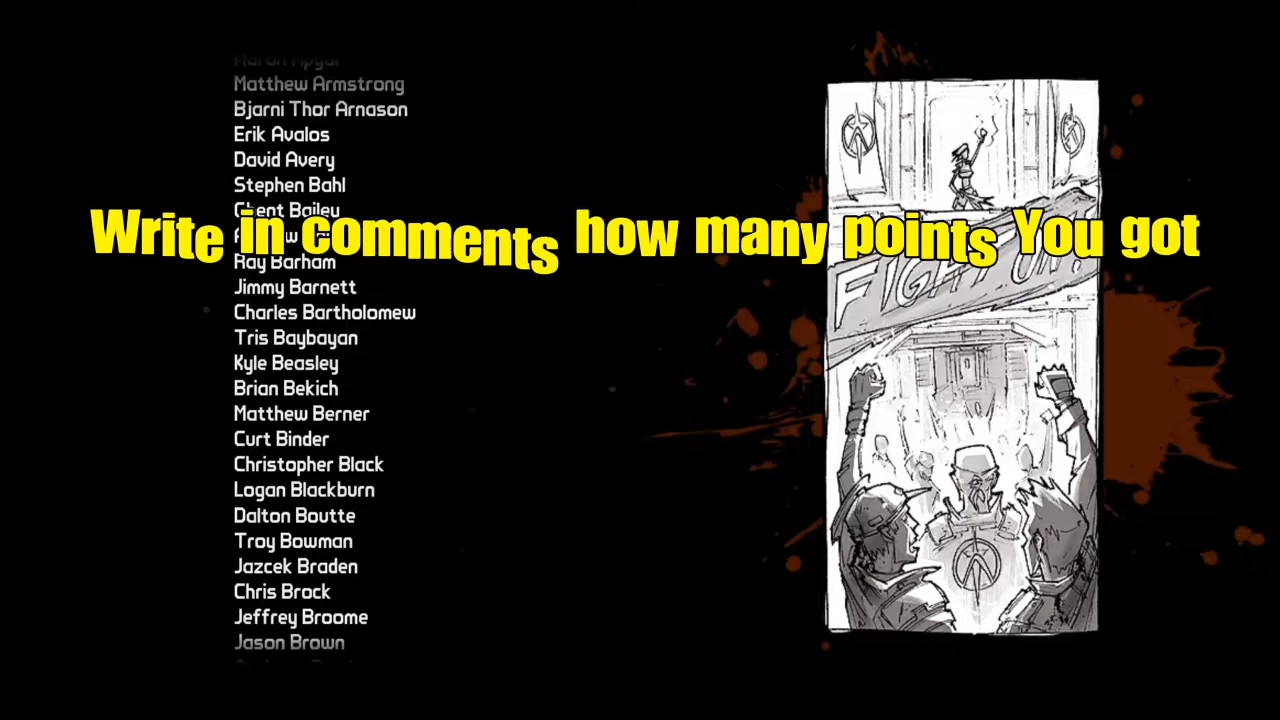 Matthew Armstrong
Bjarni Thor Arnason
Erik Avalos
David Avery
Stephen Bahl
Ghent Bailey
Write in comments how many points You got
Ray Barham
Jimmy Barnett
Charles Bartholomew
Tris Baybayan
Kyle Beasley
Brian Bekich
Matthew Berner
Curt Binder
Christopher Black
Logan Blackburn
Dalton Boutte
Troy Bowman
Jazcek Braden
Chris Brock
Jeffrey Broome
Jason Brown